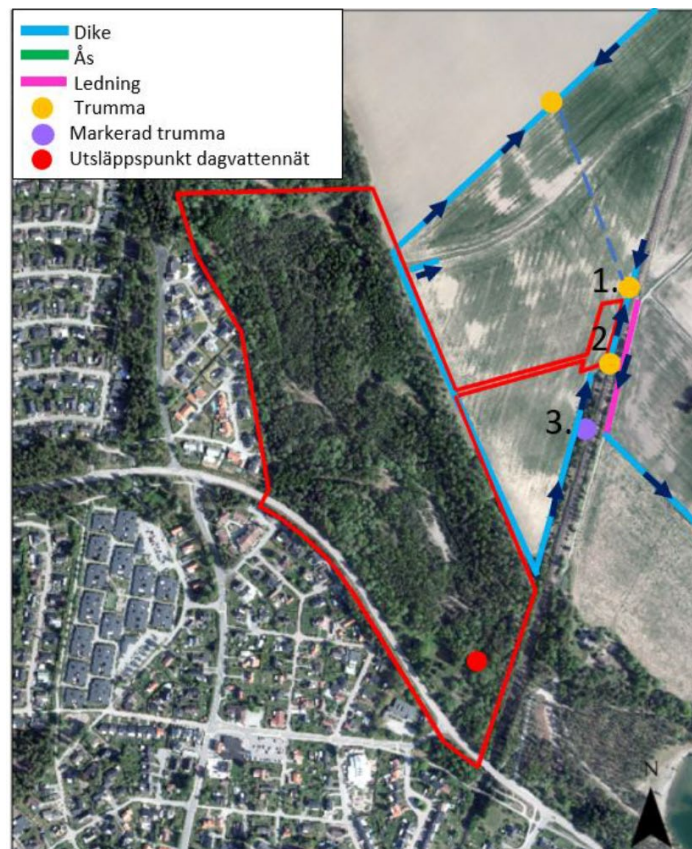 Dike
Ås
Ledning
Trumma
Markerad trumma
Utsläppspunkt dagvattennät
1.
2
3.
N